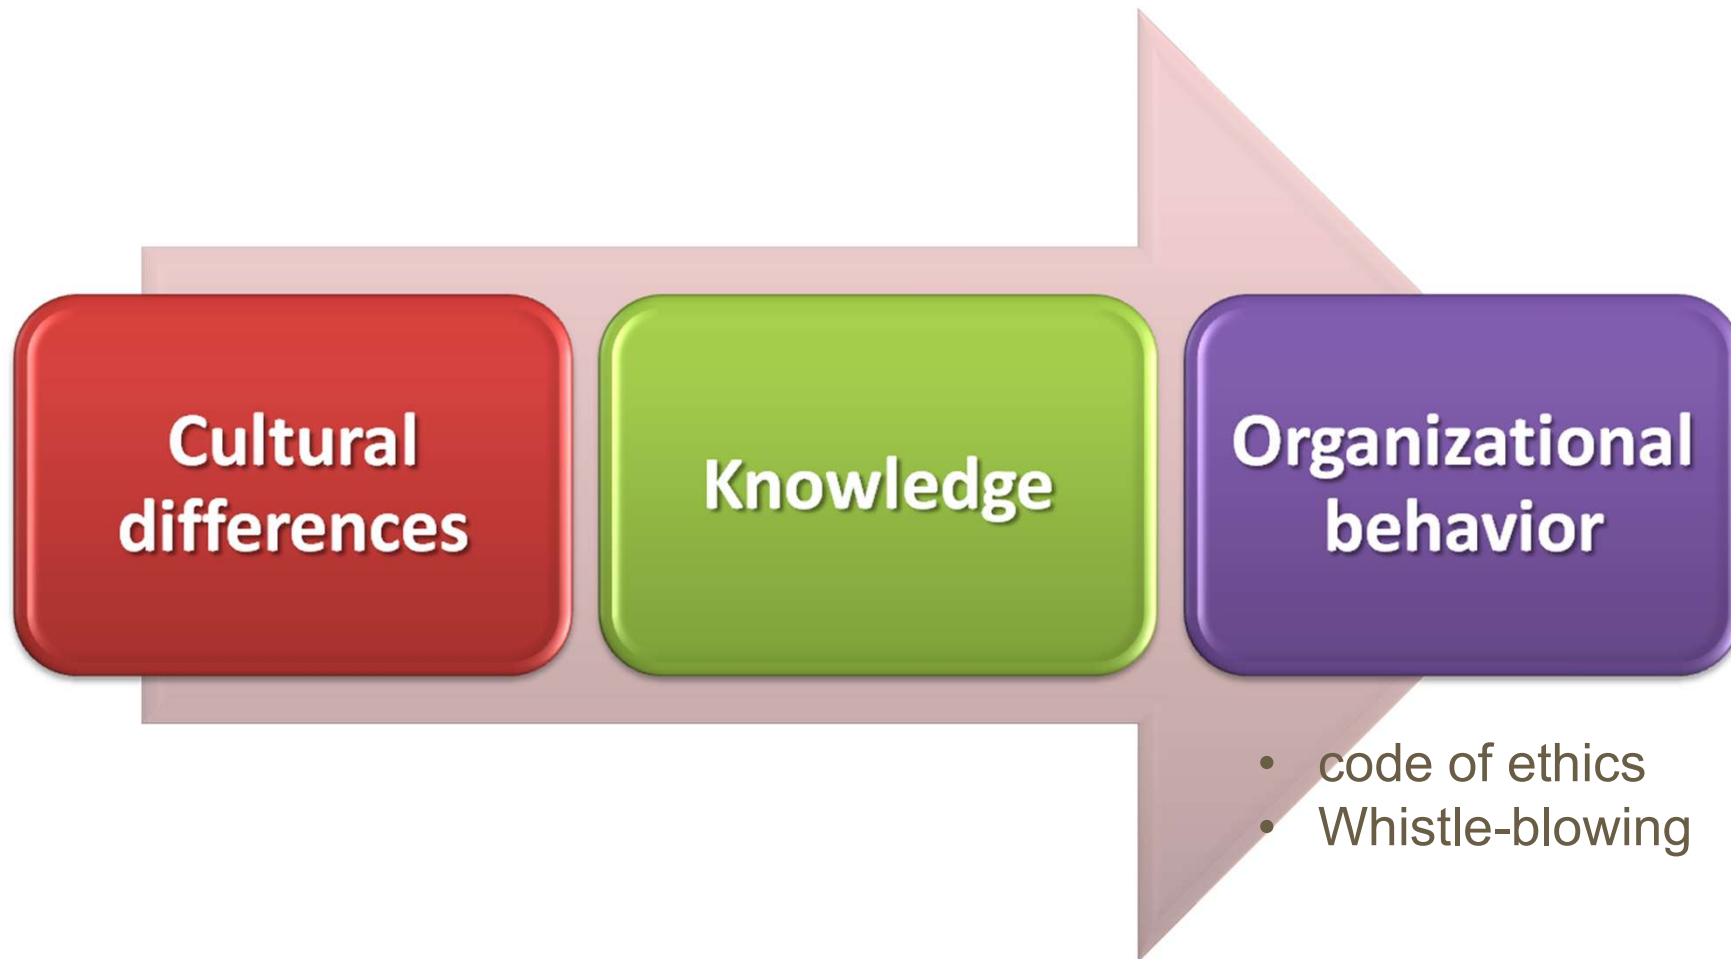 Cultural
differences
Knowledge
Organizational
behavior
• code of ethics
• Whistle-blowing